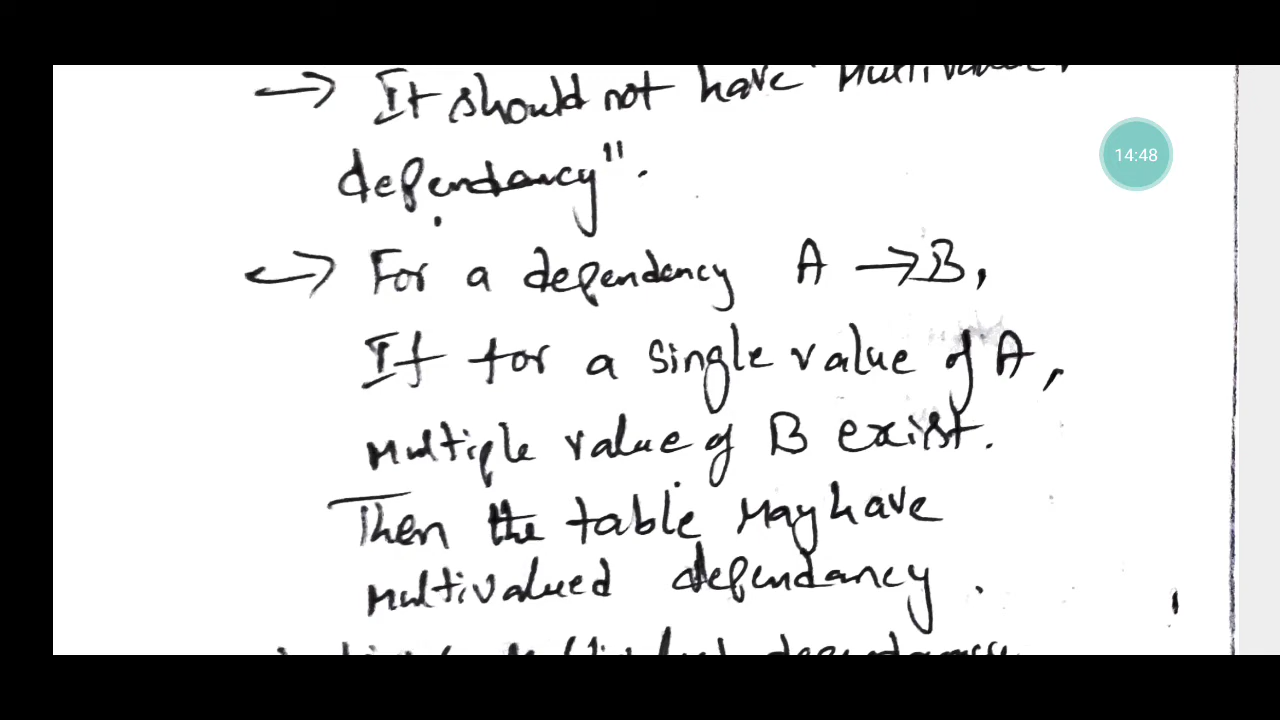 → It should not have "Multivalued
dependancy".
14:48
→ For a dependency A → B,
If for a single value of A,
Multiple value of B exist.
Then the table May have
multivalued dependancy.